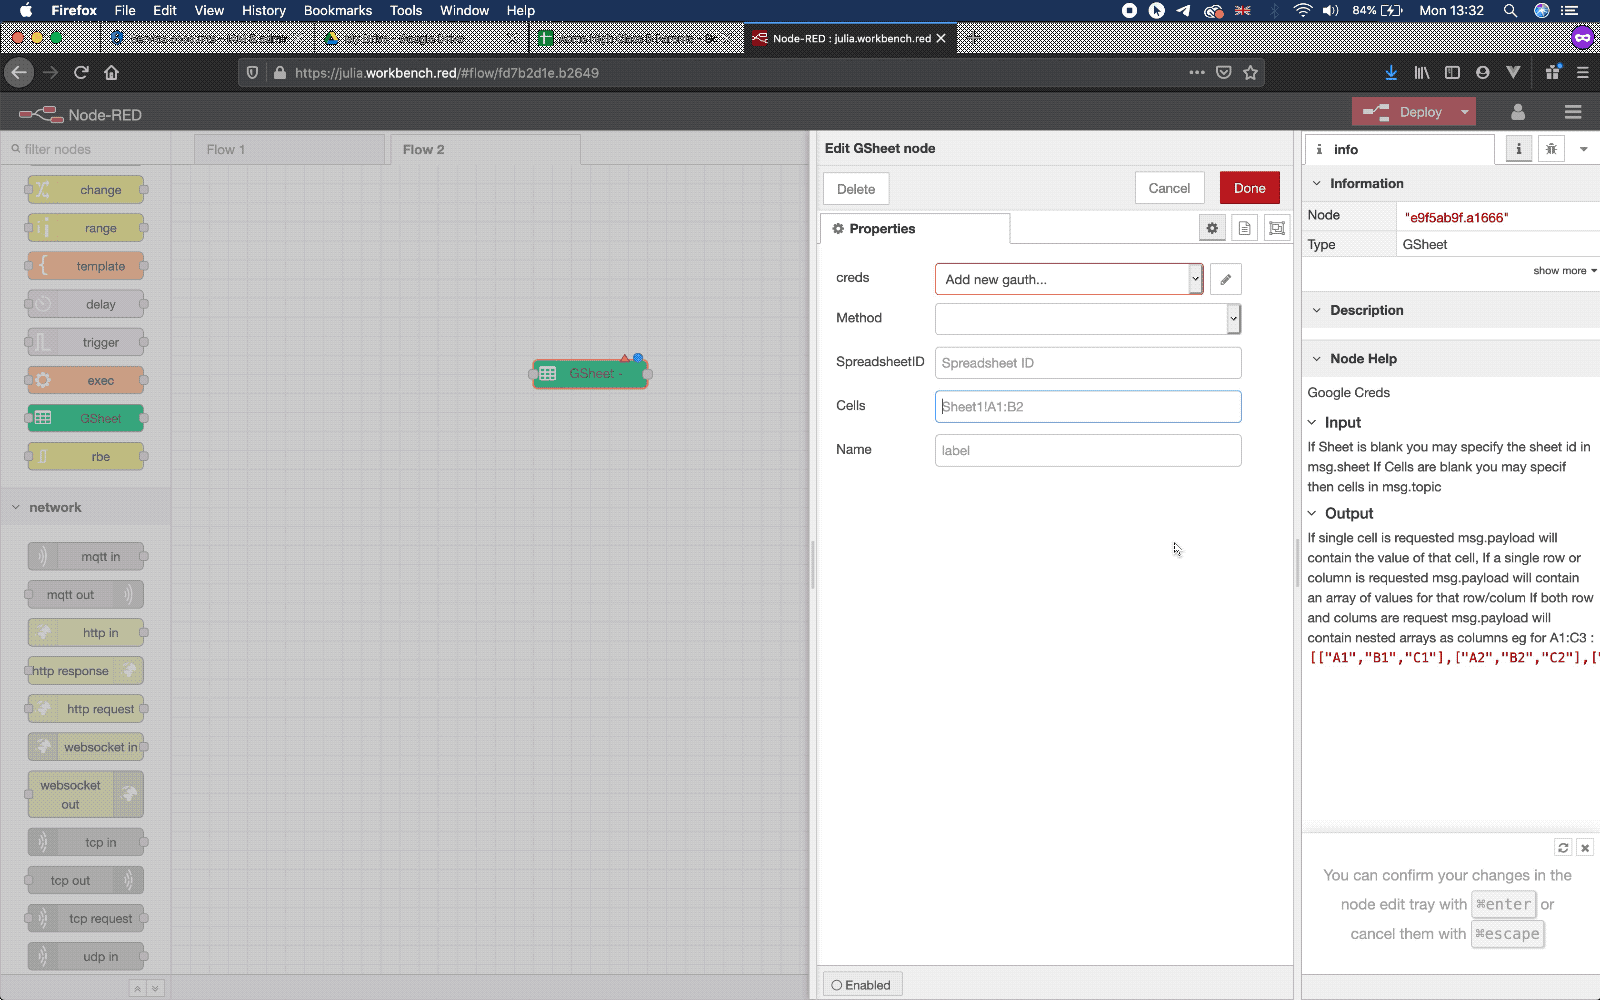 Firefox File Edit View History Bookmarks Tools Window Help
84% Mon 13:32
Node-RED : julia.workbench.red
https://julia.workbench.red/#flow/fd7b2d1e.b2649
Node-RED
Deploy
filter nodes
Flow 1
Flow 2
change
range
template
delay
trigger
exec
GSheet
rbe
network
mqtt in
mqtt out
http in
http response
http request
websocket in
websocket
out
tcp in
tcp out
tcp request
udp in
GSheet -
Edit GSheet node
Delete
Cancel
Done
Properties
creds
Add new gauth...
Method
SpreadsheetID
Spreadsheet ID
Cells
Sheet1!A1:B2
Name
label
Enabled
info
Information
Node
"e9f5ab9f.a1666"
Type
GSheet
show more
Description
Node Help
Google Creds
Input
If Sheet is blank you may specify the sheet id in
msg.sheet If Cells are blank you may specif
then cells in msg.topic
Output
If single cell is requested msg.payload will
contain the value of that cell, If a single row or
column is requested msg.payload will contain
an array of values for that row/colum If both row
and colums are request msg.payload will
contain nested arrays as columns eg for A1:C3 :
[["A1","B1","C1"],["A2","B2","C2"],["
You can confirm your changes in the
node edit tray with ⌘enter or
cancel them with ⌘escape